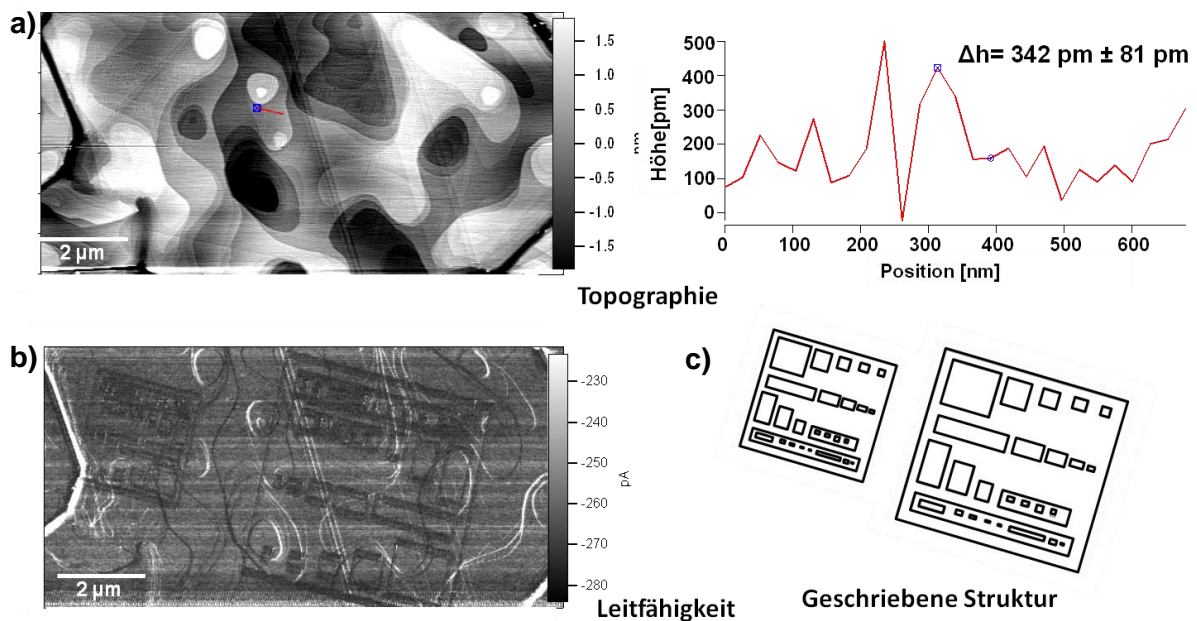 a)
1.5
1.0
0.5
0.0
-0.5
-1.0
-1.5
nm
2 µm
Höhe[pm]
500
400
300
200
100
0
0 100 200 300 400 500 600
Position [nm]
Δh= 342 pm ± 81 pm
Topographie
b)
-230
-240
-250
-260
-270
-280
pA
2 µm
Leitfähigkeit
c)
Geschriebene Struktur